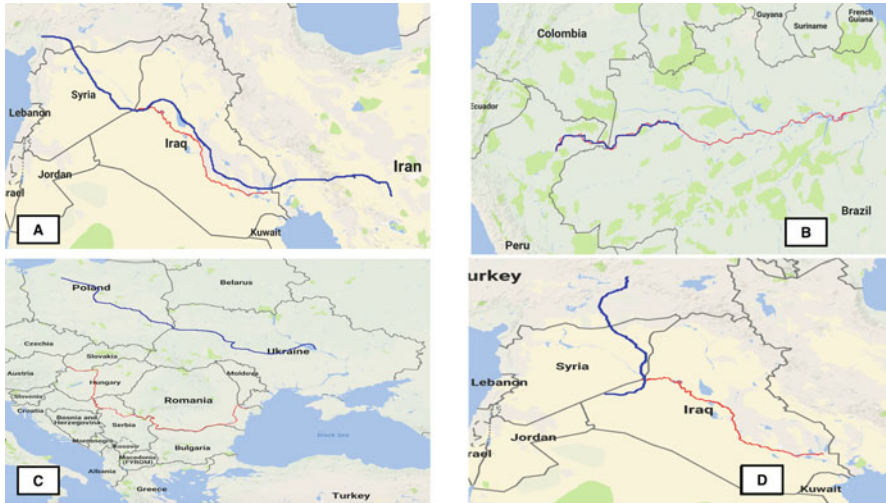 Syria
Lebanon
Iraq
Iran
Jordan
srael
Kuwait
A
Guyana
French
Guiana
Suriname
Colombia
Ecuador
Peru
Brazil
B
Belarus
Poland
Ukraine
Czechia
Slovakia
Austria
Moldova
Hungary
Slovenia
Croatia
Romania
Bosnia and
Herzegovina
Serbia
Montenegro
Kosovo
Bulgaria
Macedonia
(FYROM)
Albania
Greece
Black Sea
Turkey
C
urkey
Syria
Lebanon
Iraq
Jordan
rael
Kuwait
D